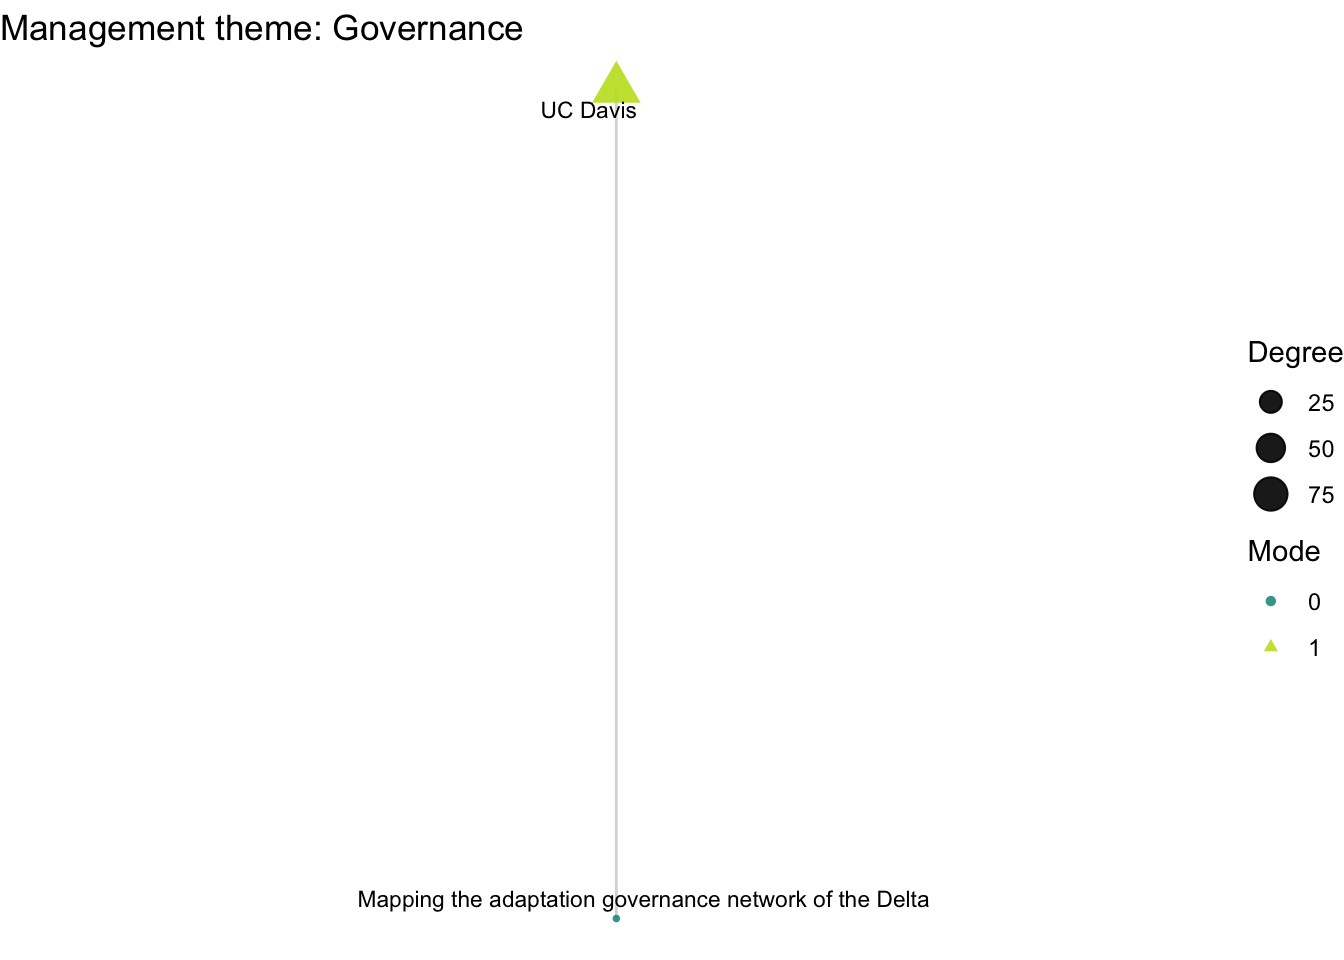 Management theme: Governance
UC Davis
Mapping the adaptation governance network of the Delta
Degree
25
50
75
Mode
0
1